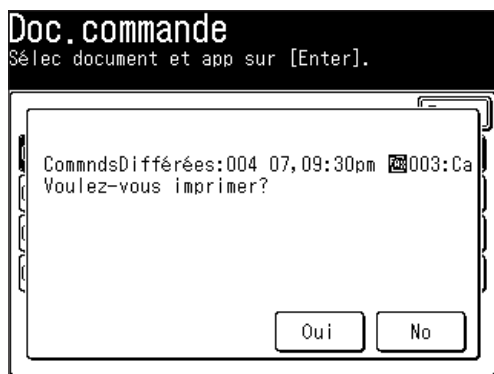 Doc.commande
Sélec document et app sur [Enter].
CommndsDifférées:004 07,09:30pm FAX003:Ca
Voulez-vous imprimer?
Oui
No